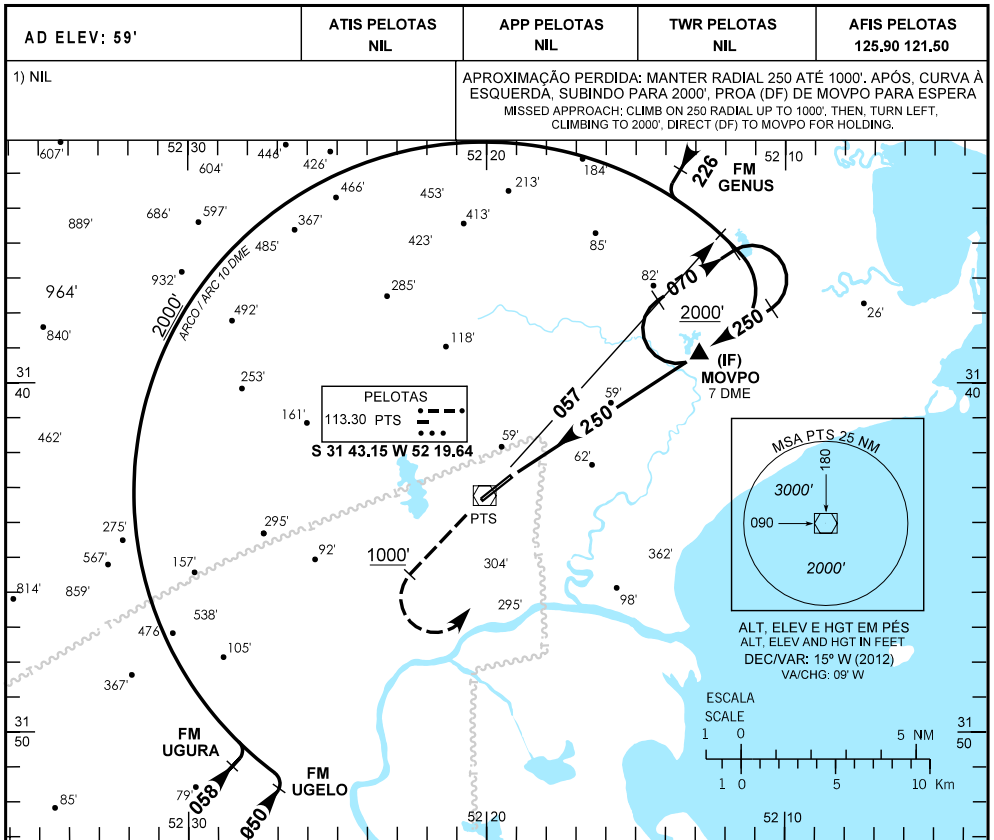 AD ELEV: 59'
ATIS PELOTAS
NIL
APP PELOTAS
NIL
TWR PELOTAS
NIL
AFIS PELOTAS
125.90 121.50
1) NIL
APROXIMAÇÃO PERDIDA: MANTER RADIAL 250 ATÉ 1000'. APÓS, CURVA À
ESQUERDA, SUBINDO PARA 2000', PROA (DF) DE MOVPO PARA ESPERA
MISSED APPROACH: CLIMB ON 250 RADIAL UP TO 1000'. THEN, TURN LEFT,
CLIMBING TO 2000', DIRECT (DF) TO MOVPO FOR HOLDING.
607'
52 30
604'
446'
426'
52 20
184'
52 10
226
FM
GENUS
466'
453'
213'
889'
686'
597'
367'
485'
413'
423'
85'
932'
964'
840'
2000'
ARCO / ARC 10 DME
492'
285'
82'
070
2000'
250
26'
118'
(IF)
MOVPO
7 DME
31
40
31
40
253'
161'
462'
PELOTAS
113.30 PTS
S 31 43.15 W 52 19.64
057
59'
250
59'
62'
PTS
MSA PTS 25 NM
180
3000'
090
2000'
275'
567'
295'
157'
92'
1000'
304'
362'
814'
859'
538'
476'
295'
98'
105'
367'
ALT, ELEV E HGT EM PÉS
ALT, ELEV AND HGT IN FEET
DEC/VAR: 15º W (2012)
VA/CHG: 09' W
ESCALA
SCALE
1 0 5 NM
1 0 5 10 Km
31
50
31
50
FM
UGURA
FM
UGELO
058
050
85'
79'
52 30
52 20
52 10